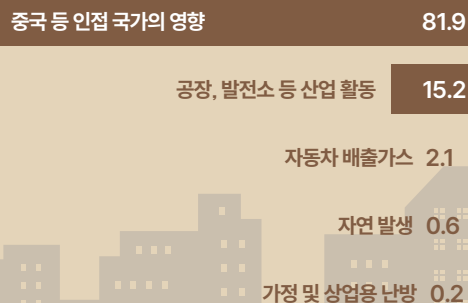 중국 등 인접 국가의 영향 81.9
공장, 발전소 등 산업 활동 15.2
자동차 배출가스 2.1
자연 발생 0.6
가정 및 상업용 난방 0.2